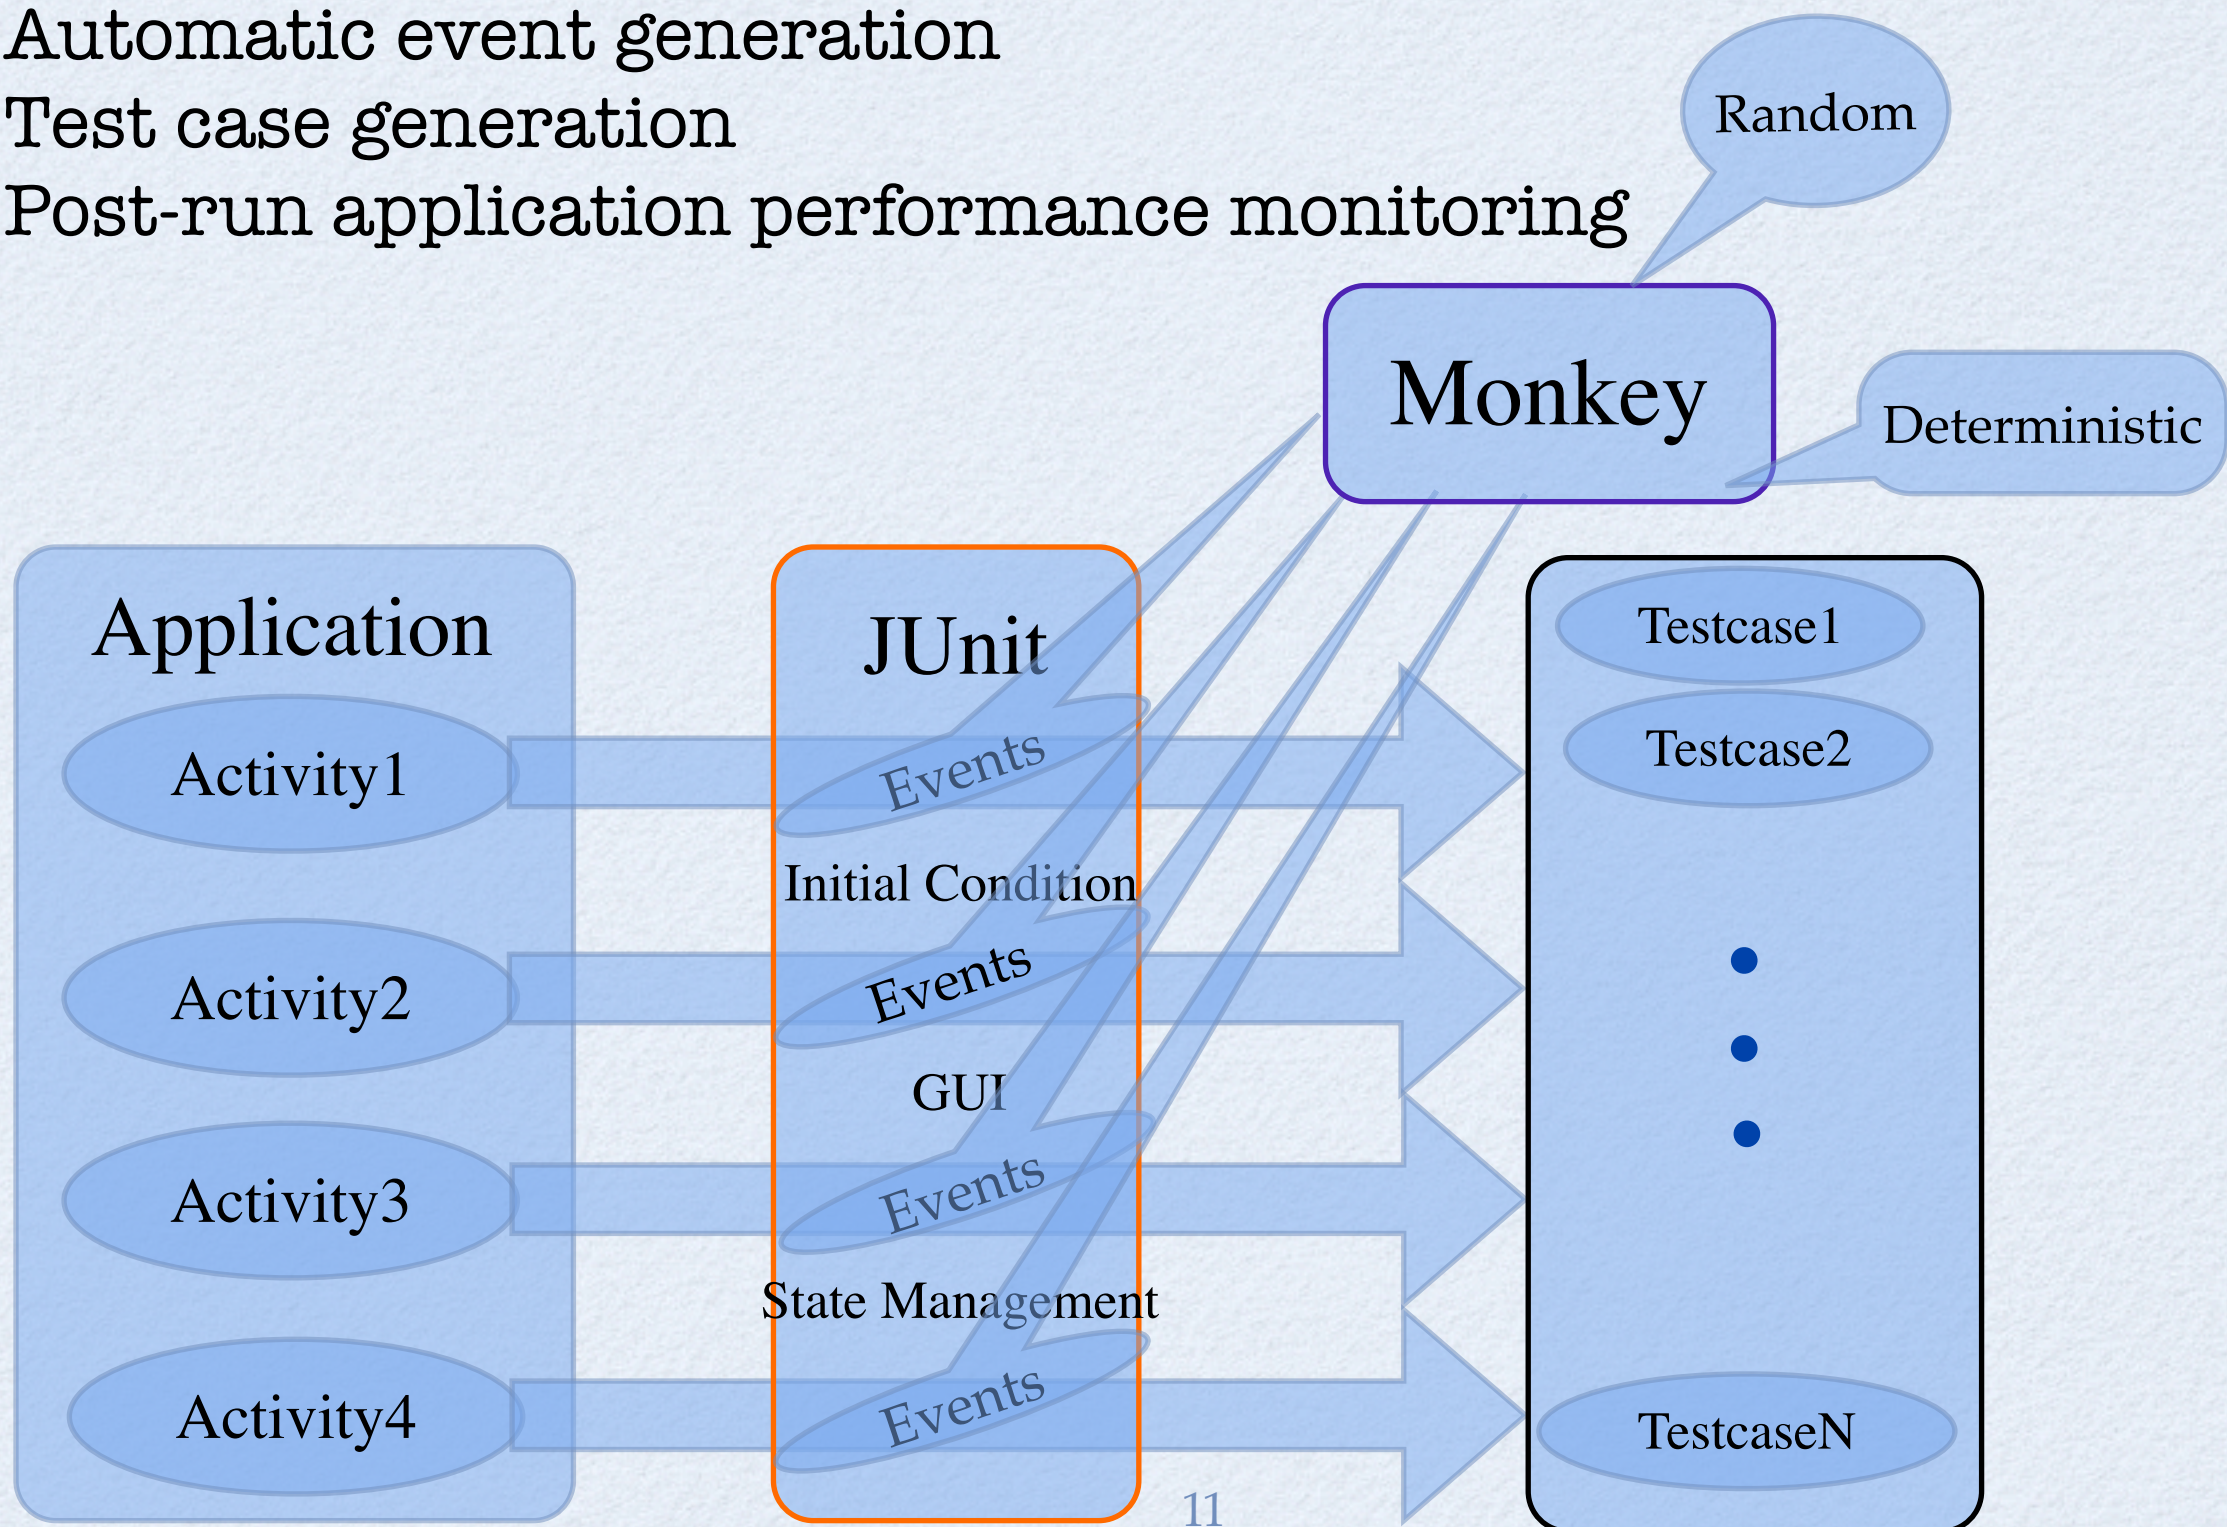 Automatic event generation
Test case generation
Post-run application performance monitoring
Random
Monkey
Deterministic
Application
Activity1
Activity2
Activity3
Activity4
JUnit
Events
Initial Condition
Events
GUI
Events
State Management
Events
Testcase1
Testcase2
TestcaseN
11